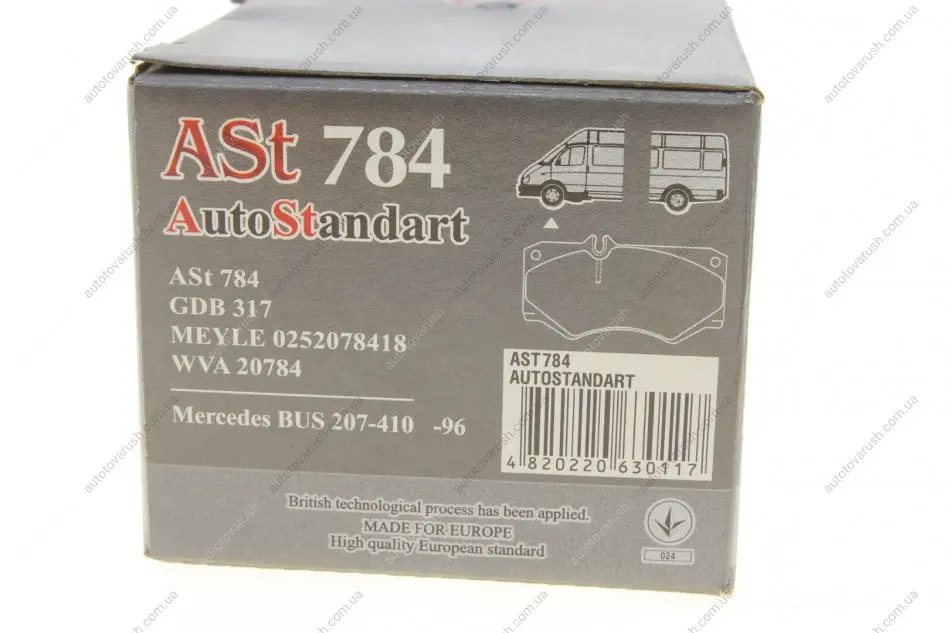 ASt 784
AutoStandart
ASt 784
GDB 317
MEYLE 0252078418
WVA 20784
Mercedes BUS 207-410 -96
AST784
AUTOSTANDART
4 820220 630117
British technological process has been applied.
MADE FOR EUROPE
High quality European standard
024
autotovarush.com.ua